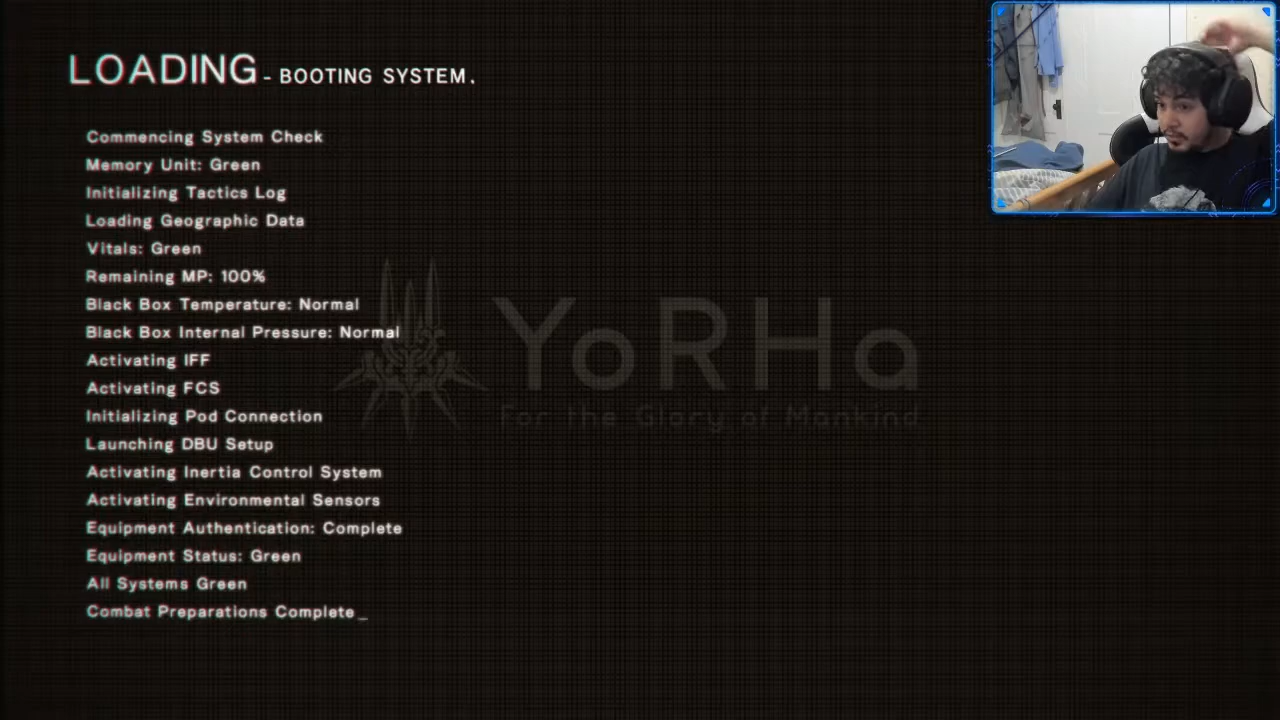 LOADING - BOOTING SYSTEM.
Commencing System Check
Memory Unit: Green
Initializing Tactics Log
Loading Geographic Data
Vitals: Green
Remaining MP: 100%
Black Box Temperature: Normal
Black Box Internal Pressure: Normal
Activating IFF
Activating FCS
Initializing Pod Connection
Launching DBU Setup
Activating Inertia Control System
Activating Environmental Sensors
Equipment Authentication: Complete
Equipment Status: Green
All Systems Green
Combat Preparations Complete_
YoRHa
For the Glory of Mankind